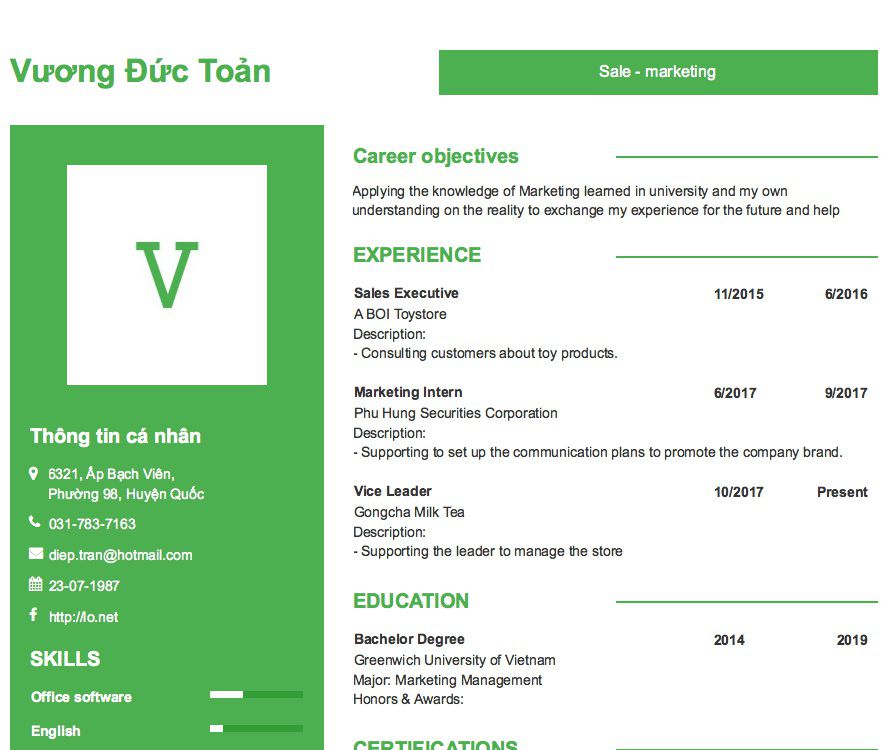 Vương Đức Toản
Sale - marketing
V
Thông tin cá nhân
6321, Ấp Bạch Viên,
Phường 98, Huyện Quốc
031-783-7163
diep.tran@hotmail.com
23-07-1987
http://lo.net
SKILLS
Office software
English
Career objectives
Applying the knowledge of Marketing learned in university and my own
understanding on the reality to exchange my experience for the future and help
EXPERIENCE
Sales Executive 11/2015 6/2016
A BOI Toystore
Description:
- Consulting customers about toy products.
Marketing Intern 6/2017 9/2017
Phu Hung Securities Corporation
Description:
- Supporting to set up the communication plans to promote the company brand.
Vice Leader 10/2017 Present
Gongcha Milk Tea
Description:
- Supporting the leader to manage the store
EDUCATION
Bachelor Degree 2014 2019
Greenwich University of Vietnam
Major: Marketing Management
Honors & Awards:
CERTIFICATIONS